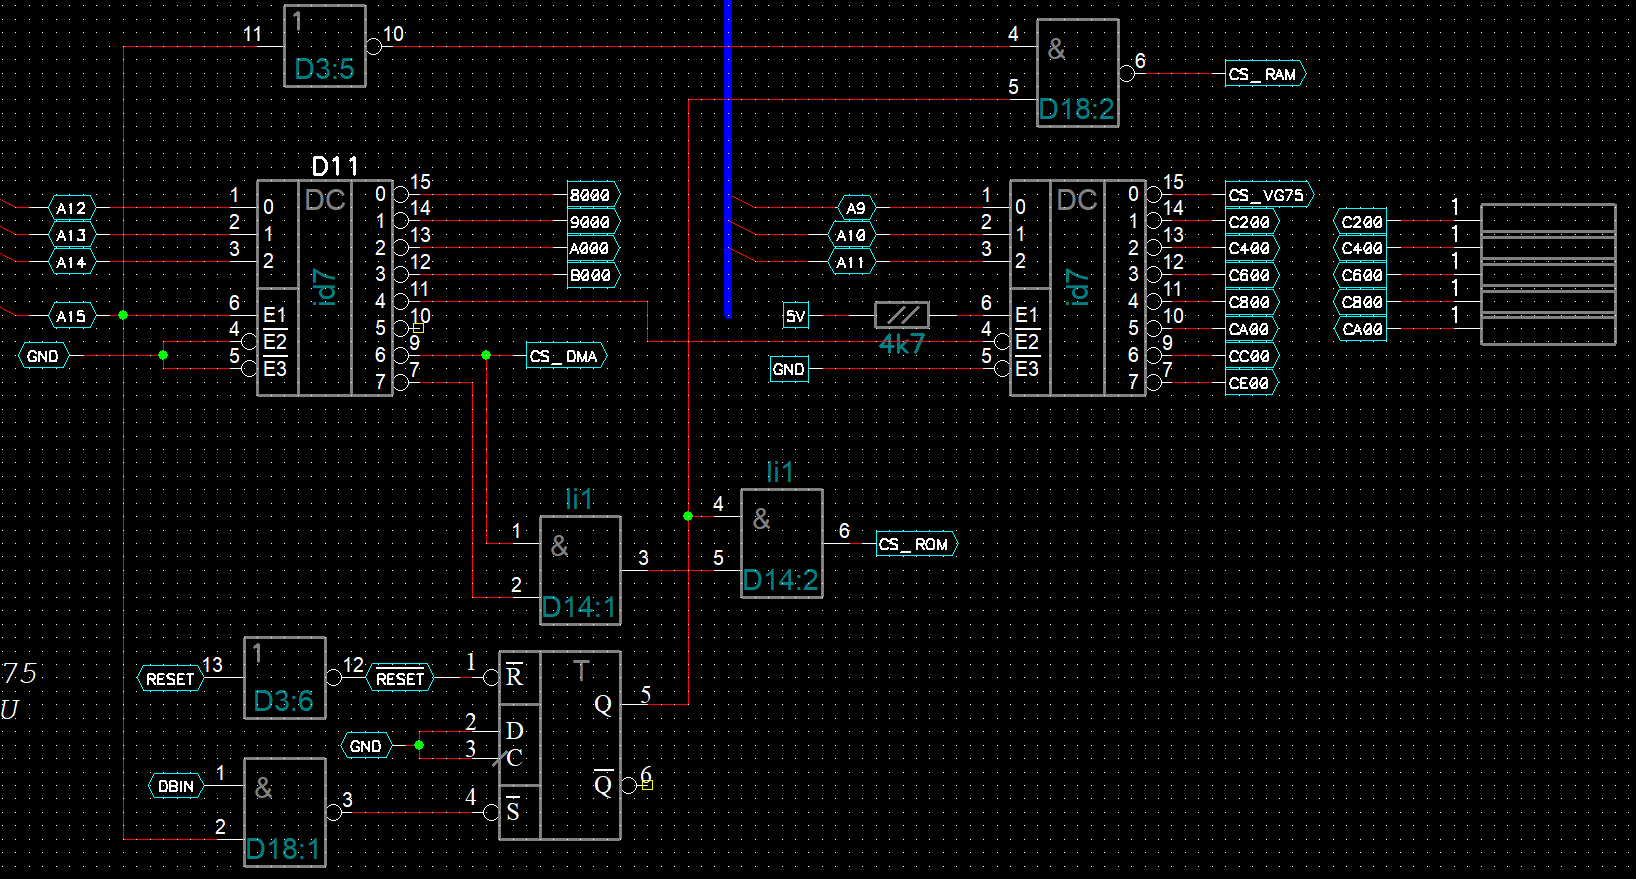 11 1 10 D3:5
4 & 6 CS_RAM
5 D18:2
D11
A12 1 0 DC 0 15 8000
A13 2 1 1 14 9000
A14 3 2 2 13 A000
id7 3 12 B000
4 11
A15 6 E1 5 10
GND 4 E2 6 9 CS_DMA
5 E3 7 7
A9 1 0 DC 0 15 CS_VG75
A10 2 1 1 14 C200
A11 3 2 2 13 C400
id7 3 12 C600
4 11 C800
5V 4k7 6 E1 5 10 CA00
4 E2 6 9 CC00
GND 5 E3 7 7 CE00
C200 1
C400 1
C600 1
C800 1
CA00 1
li1
1 & 3
2 D14:1
li1
4 & 6 CS_ROM
5 D14:2
75
U
RESET 13 1 12 RESET
D3:6
1 R T
Q 5
GND 2 D
3 C
Q 6
4 S
DBIN 1 & 3
2 D18:1